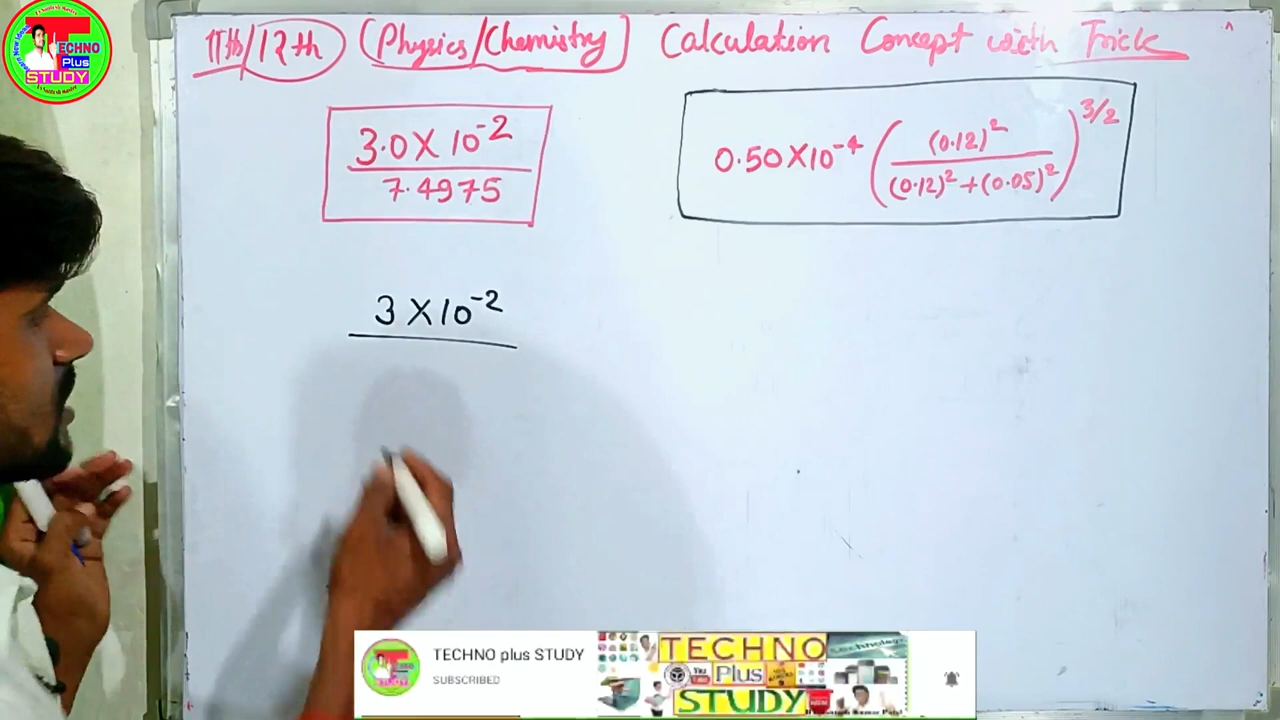 11th/12th (Physics/Chemistry) Calculation Concept with Trick
3.0 X 10⁻²
7.4975
0.50 X 10⁻⁴ ( (0.12)² / (0.12)² + (0.05)² )^3/2
3 X 10⁻²
TECHNO
Plus
STUDY
TECHNO plus STUDY
SUBSCRIBED
TECHNO
Plus
STUDY